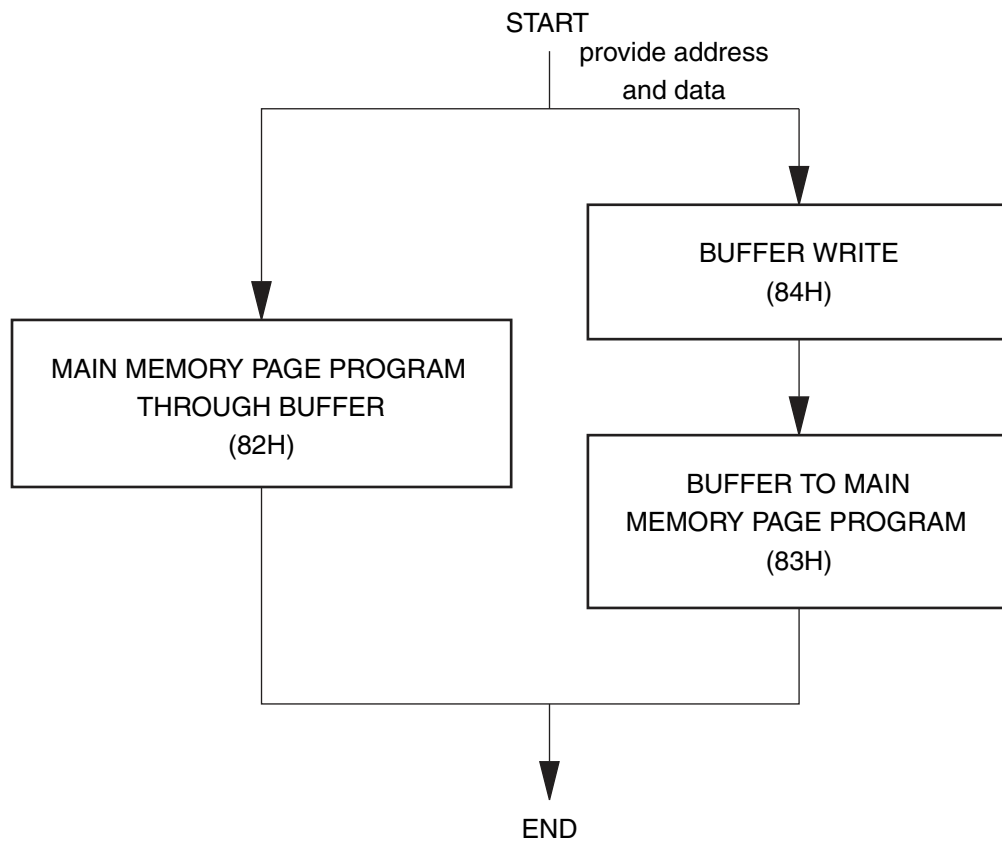 START
provide address
and data
BUFFER WRITE
(84H)
MAIN MEMORY PAGE PROGRAM
THROUGH BUFFER
(82H)
BUFFER TO MAIN
MEMORY PAGE PROGRAM
(83H)
END